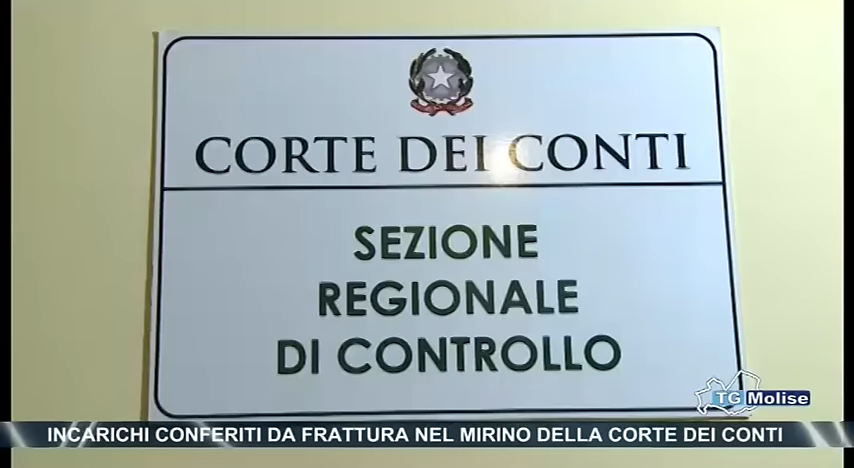 CORTE DEI CONTI
SEZIONE
REGIONALE
DI CONTROLLO
TG Molise
INCARICHI CONFERITI DA FRATTURA NEL MIRINO DELLA CORTE DEI CONTI